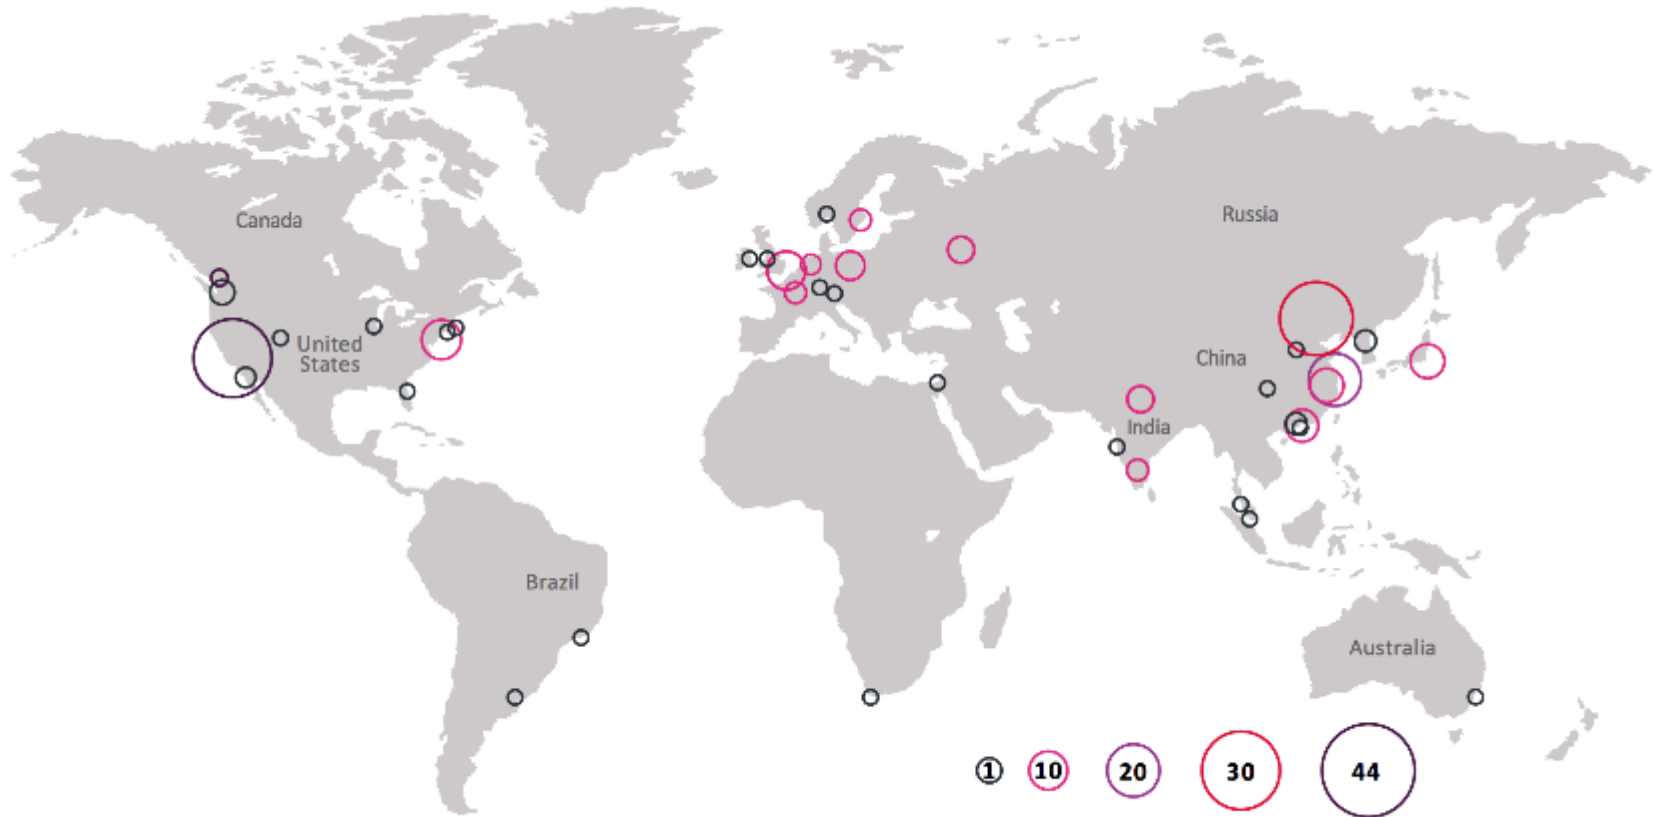 Canada
Russia
United
States
China
India
Brazil
Australia
1 10 20 30 44